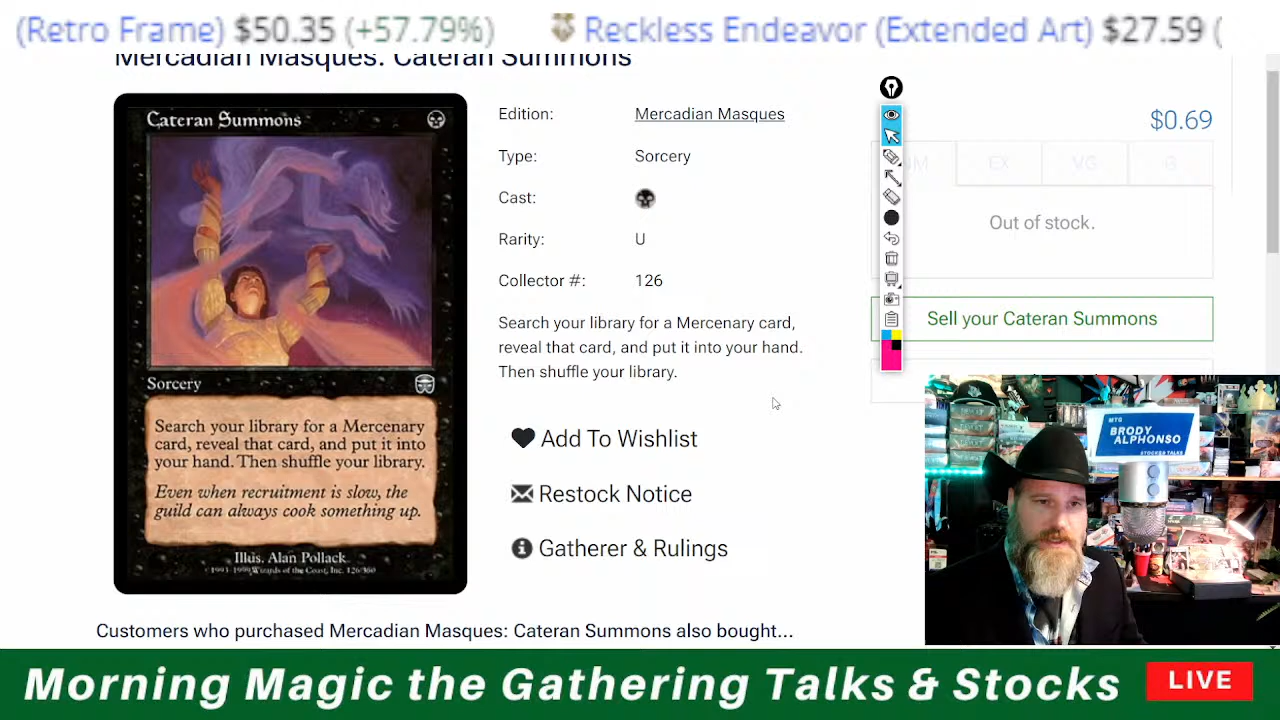 (Retro Frame) $50.35 (+57.79%) Reckless Endeavor (Extended Art) $27.59 (
Mercadian Masques: Cateran Summons
Cateran Summons
Sorcery
Search your library for a Mercenary
card, reveal that card, and put it into
your hand. Then shuffle your library.
Even when recruitment is slow, the
guild can always cook something up.
Illus. Alan Pollack
Edition: Mercadian Masques
Type: Sorcery
Cast:
Rarity: U
Collector #: 126
Search your library for a Mercenary card,
reveal that card, and put it into your hand.
Then shuffle your library.
Add To Wishlist
Restock Notice
Gatherer & Rulings
$0.69
EX VG G
Out of stock.
Sell your Cateran Summons
MTG
BRODY
ALPHONSO
STOCKS TALKS
Customers who purchased Mercadian Masques: Cateran Summons also bought...
Morning Magic the Gathering Talks & Stocks LIVE